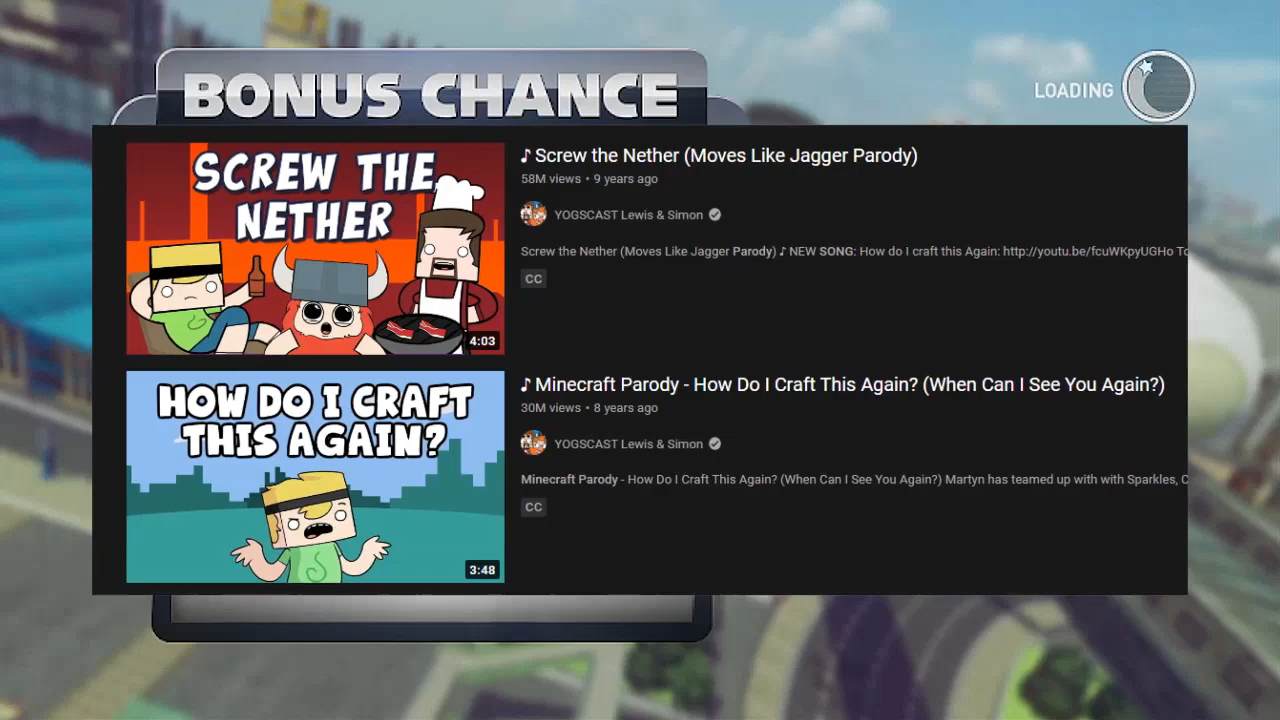 BONUS CHANCE
LOADING
SCREW THE
NETHER
4:03
♪ Screw the Nether (Moves Like Jagger Parody)
58M views • 9 years ago
YOGSCAST Lewis & Simon
Screw the Nether (Moves Like Jagger Parody) ♪ NEW SONG: How do I craft this Again: http://youtu.be/fcuWKpyUGHo To
CC
HOW DO I CRAFT
THIS AGAIN?
3:48
♪ Minecraft Parody - How Do I Craft This Again? (When Can I See You Again?)
30M views • 8 years ago
YOGSCAST Lewis & Simon
Minecraft Parody - How Do I Craft This Again? (When Can I See You Again?) Martyn has teamed up with with Sparkles, C
CC